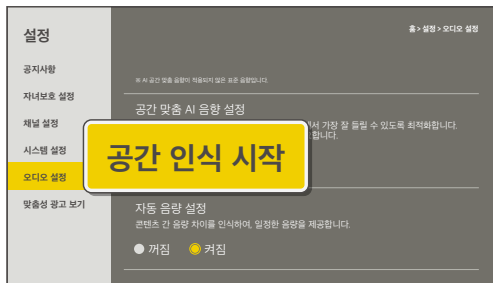 설정
홈 > 설정 > 오디오 설정
공지사항
자녀보호 설정
채널 설정
시스템 설정
오디오 설정
맞춤성 광고 보기
※ AI 공간 맞춤 음향이 적용되지 않은 표준 음향입니다.
공간 맞춤 AI 음향 설정
서 가장 잘 들릴 수 있도록 최적화합니다.
합니다.
공간 인식 시작
자동 음량 설정
콘텐츠 간 음량 차이를 인식하여, 일정한 음량을 제공합니다.
꺼짐
켜짐